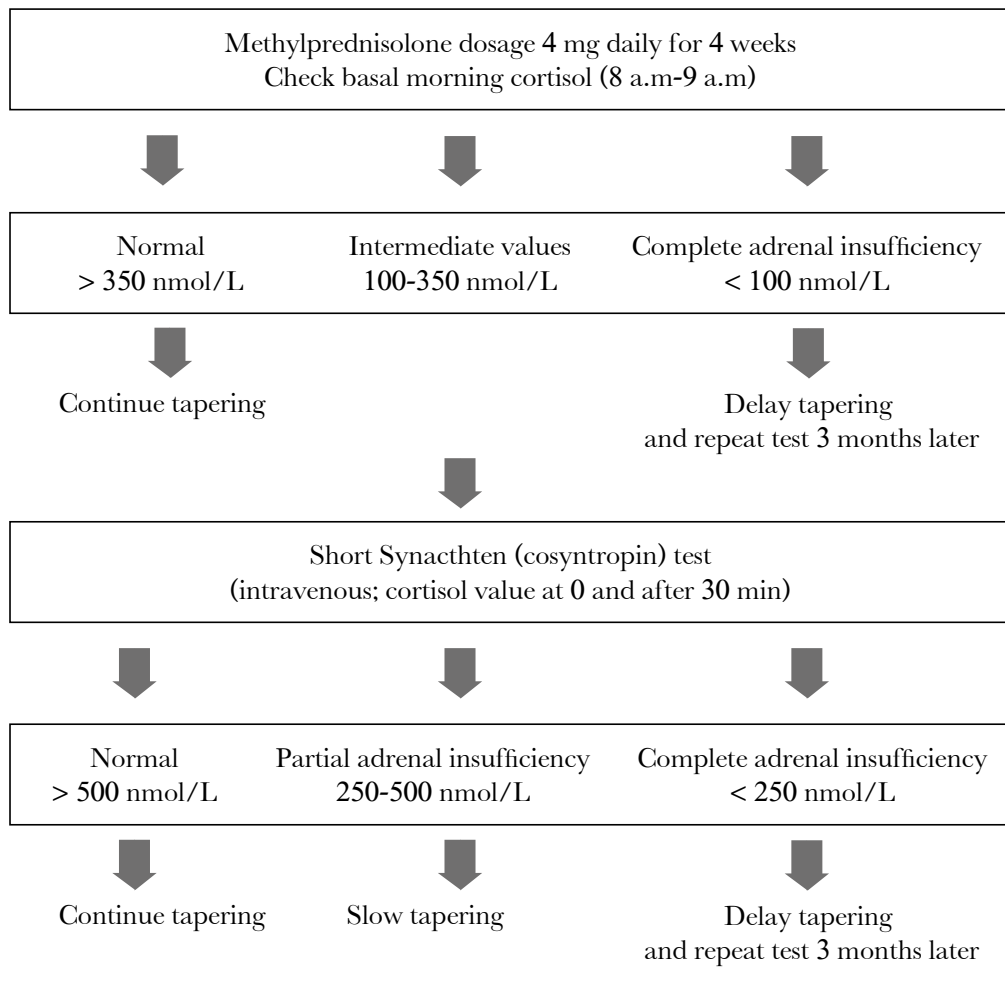 Methylprednisolone dosage 4 mg daily for 4 weeks
Check basal morning cortisol (8 a.m-9 a.m)
Normal
> 350 nmol/L
Intermediate values
100-350 nmol/L
Complete adrenal insufficiency
< 100 nmol/L
Continue tapering
Delay tapering
and repeat test 3 months later
Short Synacthten (cosyntropin) test
(intravenous; cortisol value at 0 and after 30 min)
Normal
> 500 nmol/L
Partial adrenal insufficiency
250-500 nmol/L
Complete adrenal insufficiency
< 250 nmol/L
Continue tapering
Slow tapering
Delay tapering
and repeat test 3 months later